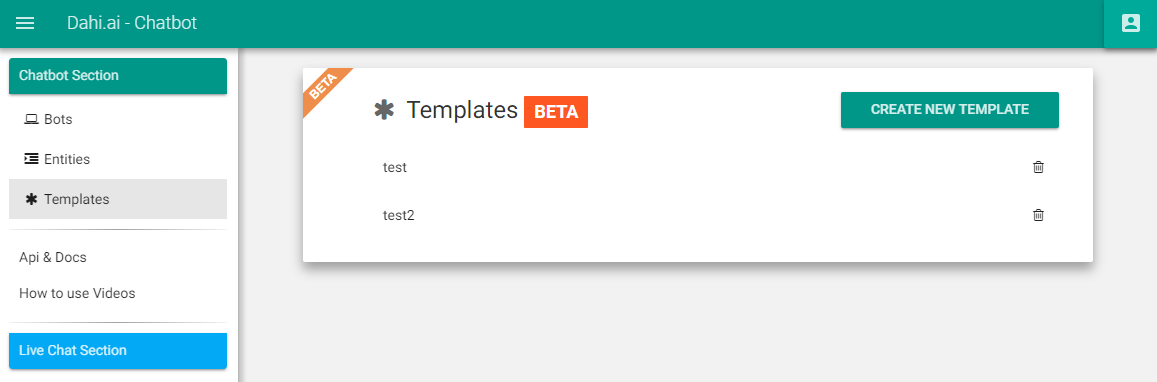 Dahi.ai - Chatbot
Chatbot Section
Bots
Entities
Templates
Api & Docs
How to use Videos
Live Chat Section
BETA
Templates BETA
CREATE NEW TEMPLATE
test
test2